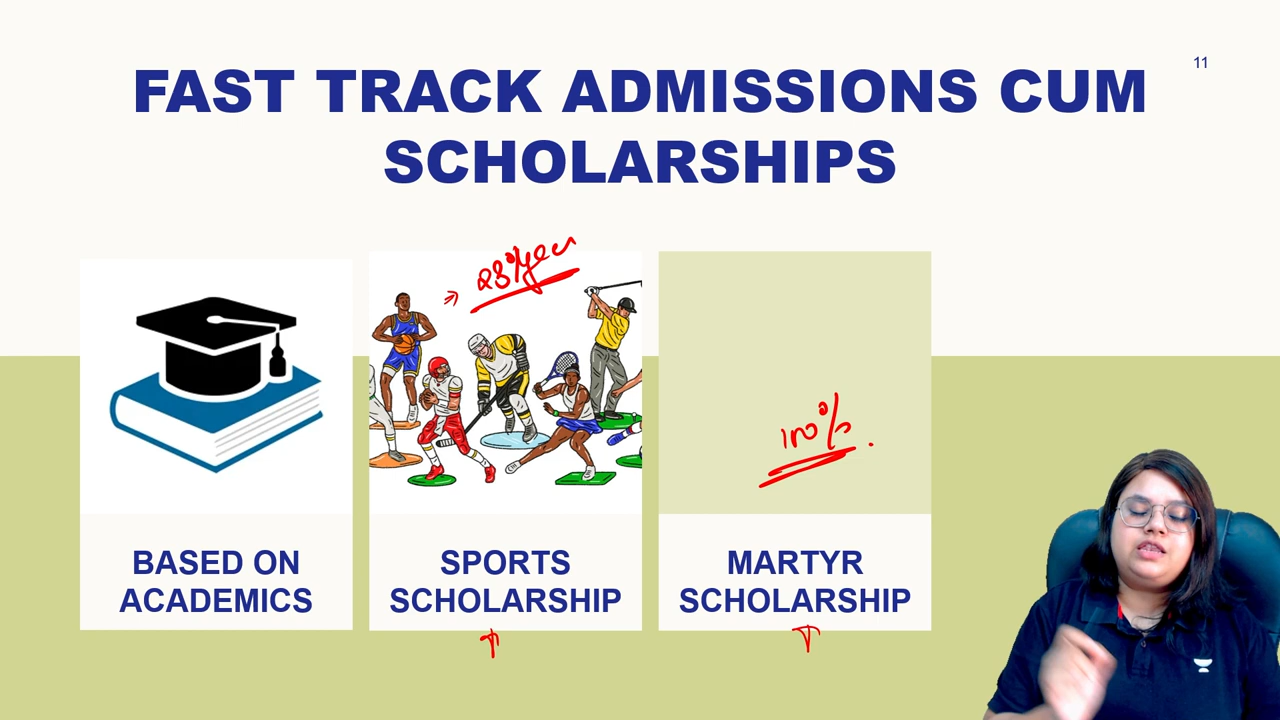 11
FAST TRACK ADMISSIONS CUM
SCHOLARSHIPS
100%
BASED ON
ACADEMICS
SPORTS
SCHOLARSHIP
MARTYR
SCHOLARSHIP